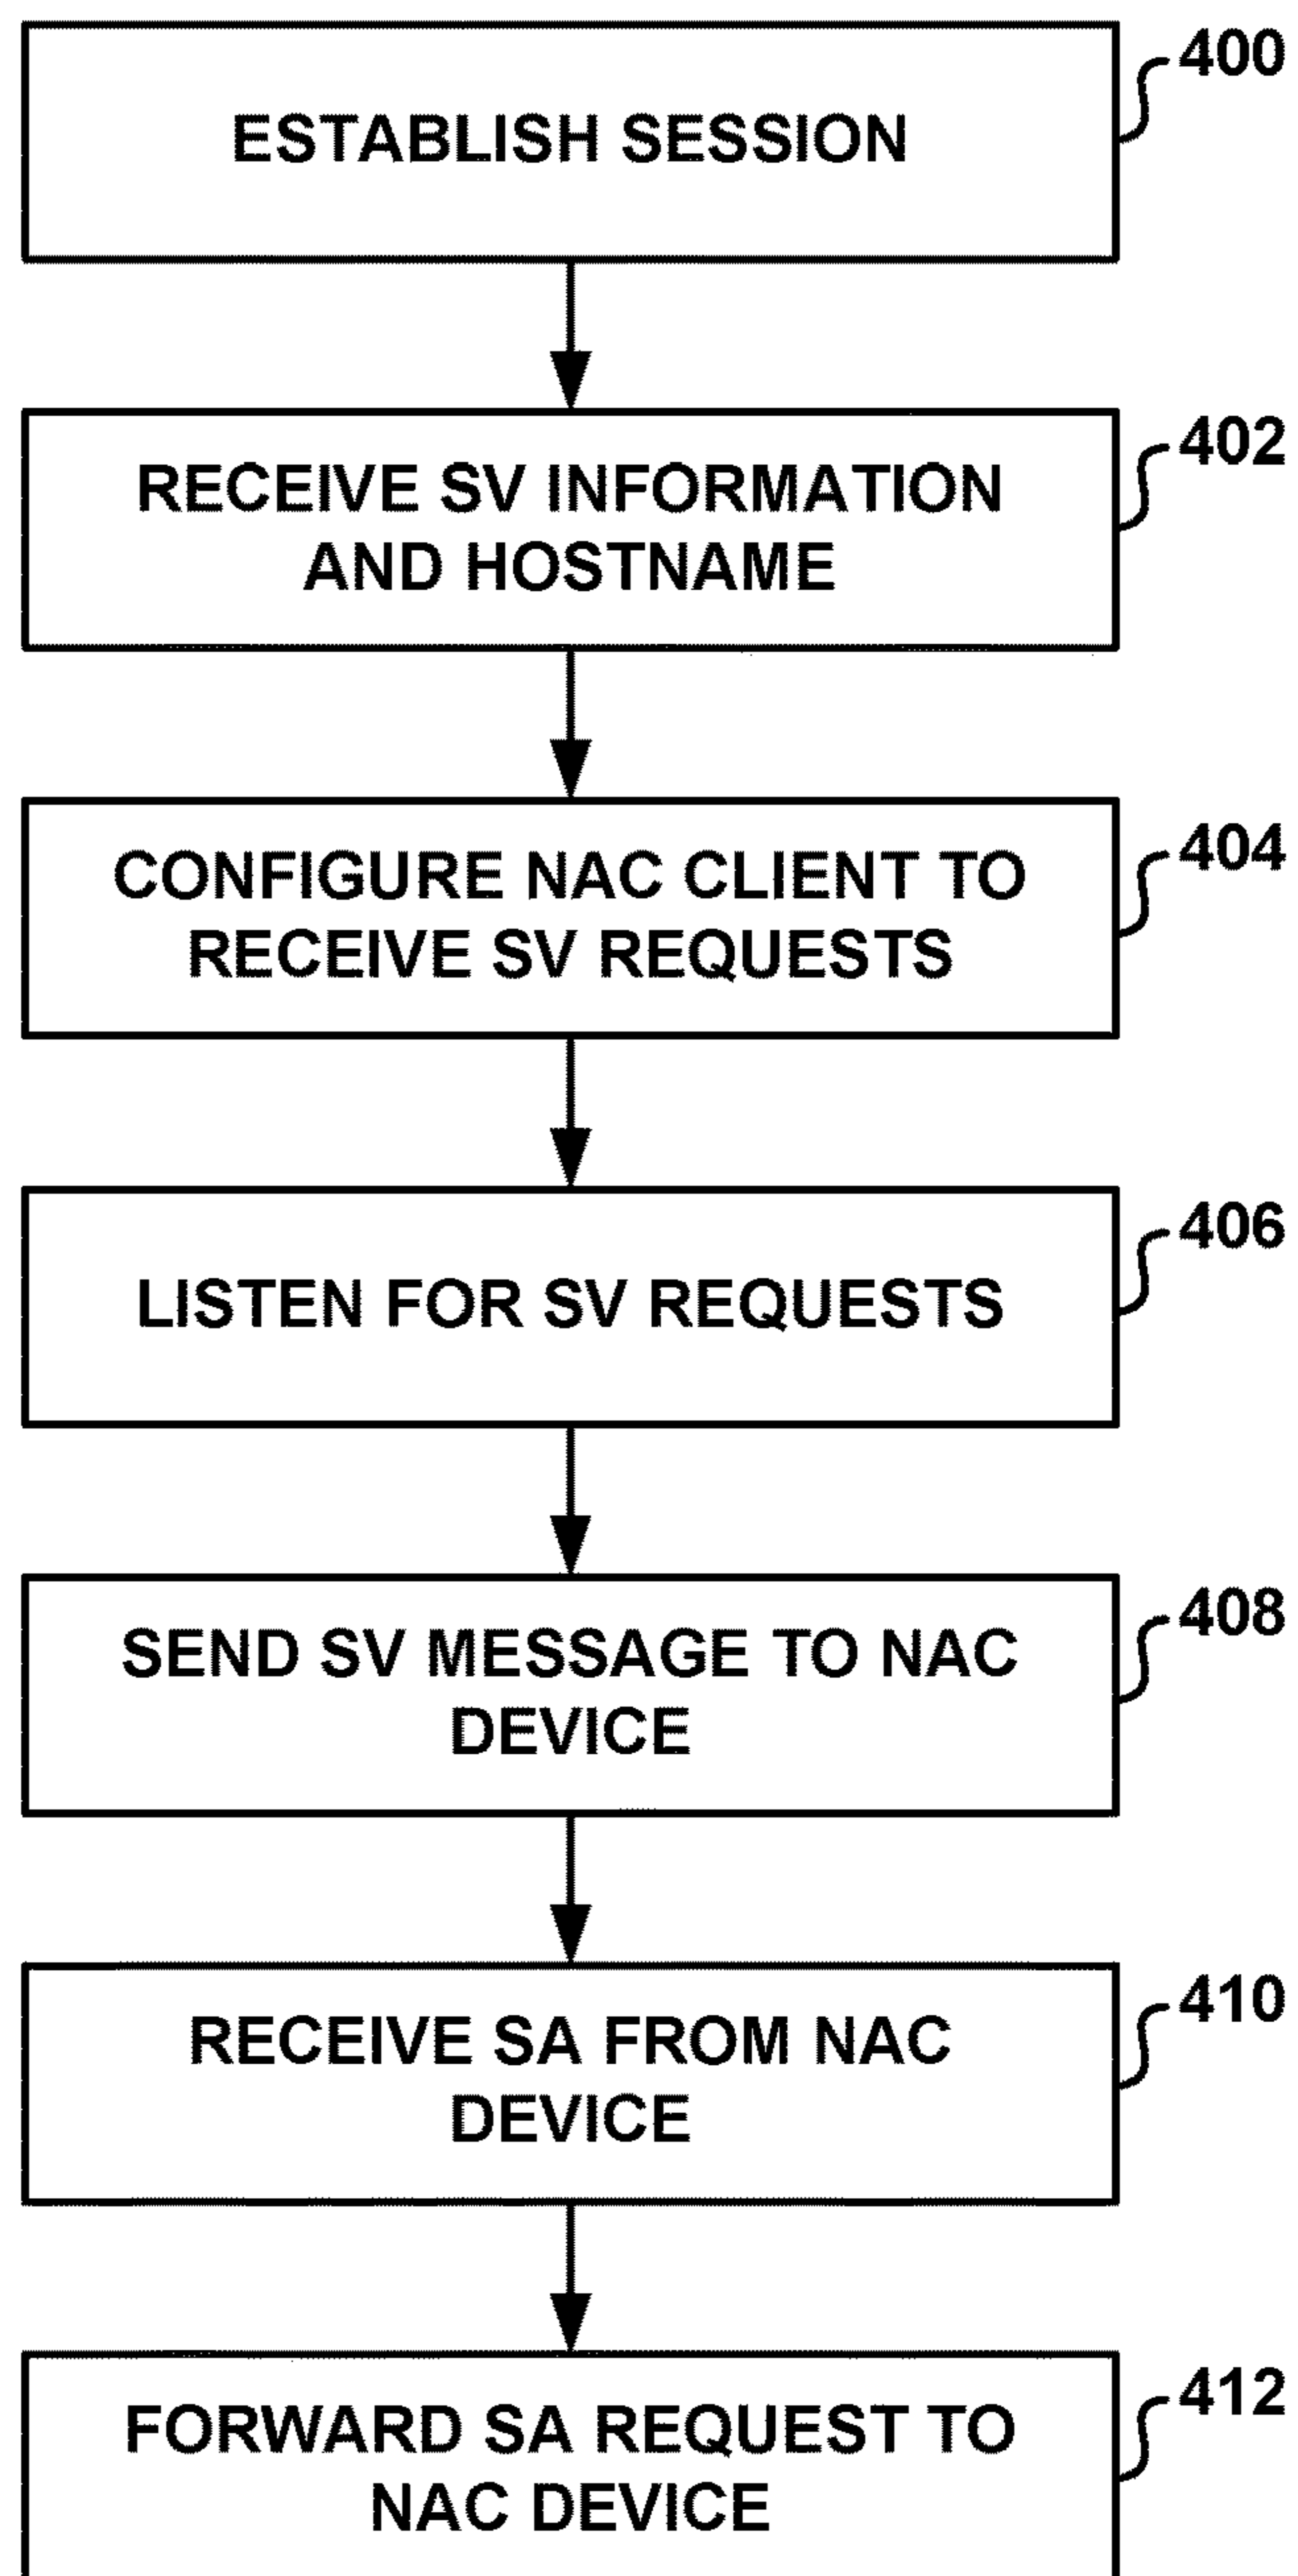 400
ESTABLISH SESSION
402
RECEIVE SV INFORMATION
AND HOSTNAME
404
CONFIGURE NAC CLIENT TO
RECEIVE SV REQUESTS
406
LISTEN FOR SV REQUESTS
408
SEND SV MESSAGE TO NAC
DEVICE
410
RECEIVE SA FROM NAC
DEVICE
412
FORWARD SA REQUEST TO
NAC DEVICE